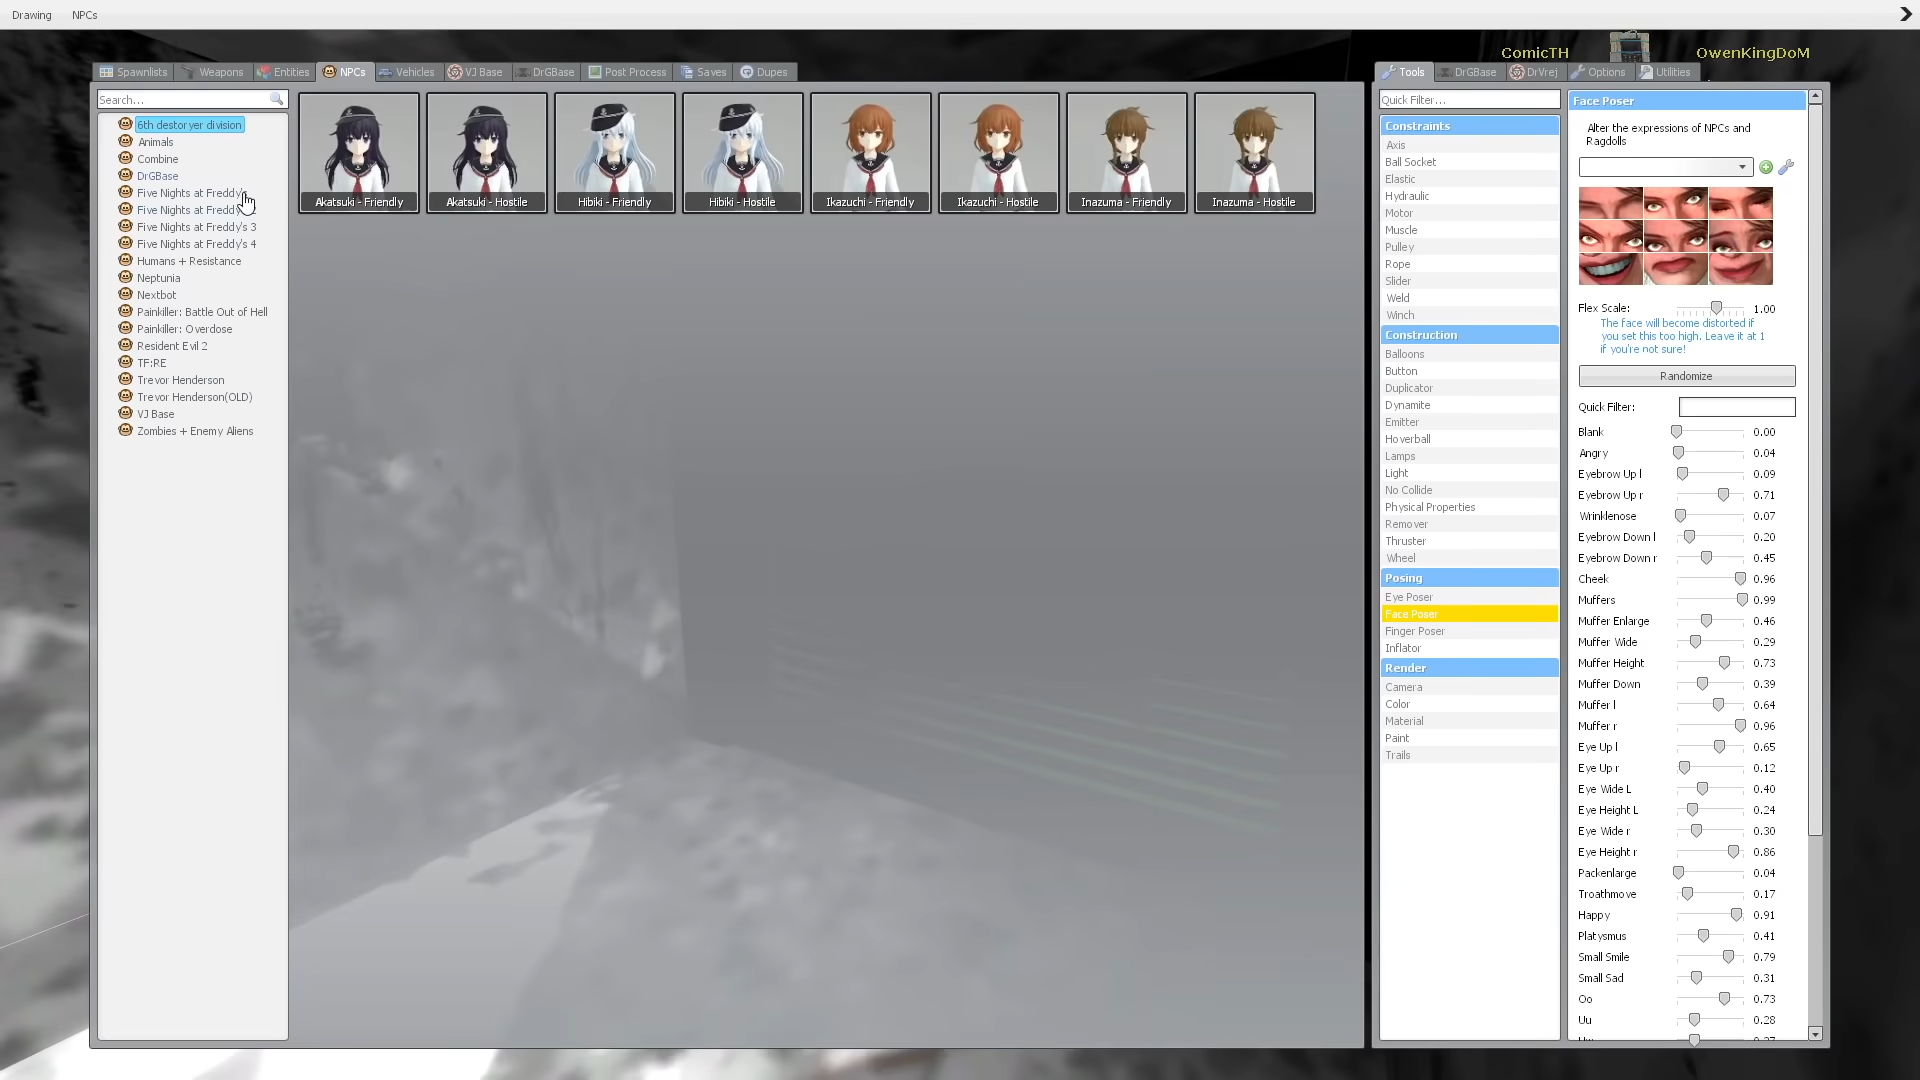 Drawing NPCs
ComicTH OwenKingDoM
Spawnlists Weapons Entities NPCs Vehicles VJ Base DrGBase Post Process Saves Dupes
Search...
6th destoryer division
Animals
Combine
DrGBase
Five Nights at Freddy's
Five Nights at Freddy
Five Nights at Freddy's 3
Five Nights at Freddy's 4
Humans + Resistance
Neptunia
Nextbot
Painkiller: Battle Out of Hell
Painkiller: Overdose
Resident Evil 2
TF:RE
Trevor Henderson
Trevor Henderson(OLD)
VJ Base
Zombies + Enemy Aliens
Akatsuki - Friendly
Akatsuki - Hostile
Hibiki - Friendly
Hibiki - Hostile
Ikazuchi - Friendly
Ikazuchi - Hostile
Inazuma - Friendly
Inazuma - Hostile
Tools DrGBase DrVrej Options Utilities
Quick Filter...
Constraints
Axis
Ball Socket
Elastic
Hydraulic
Motor
Muscle
Pulley
Rope
Slider
Weld
Winch
Construction
Balloons
Button
Duplicator
Dynamite
Emitter
Hoverball
Lamps
Light
No Collide
Physical Properties
Remover
Thruster
Wheel
Posing
Eye Poser
Face Poser
Finger Poser
Inflator
Render
Camera
Color
Material
Paint
Trails
Face Poser
Alter the expressions of NPCs and
Ragdolls
Flex Scale: 1.00
The face will become distorted if
you set this too high. Leave it at 1
if you're not sure!
Randomize
Quick Filter:
Blank 0.00
Angry 0.04
Eyebrow Up l 0.09
Eyebrow Up r 0.71
Wrinklenose 0.07
Eyebrow Down l 0.20
Eyebrow Down r 0.45
Cheek 0.96
Muffers 0.99
Muffer Enlarge 0.46
Muffer Wide 0.29
Muffer Height 0.73
Muffer Down 0.39
Muffer l 0.64
Muffer r 0.96
Eye Up l 0.65
Eye Up r 0.12
Eye Wide L 0.40
Eye Height L 0.24
Eye Wide r 0.30
Eye Height r 0.86
Packenlarge 0.04
Troathmove 0.17
Happy 0.91
Platysmus 0.41
Small Smile 0.79
Small Sad 0.31
Oo 0.73
Uu 0.28